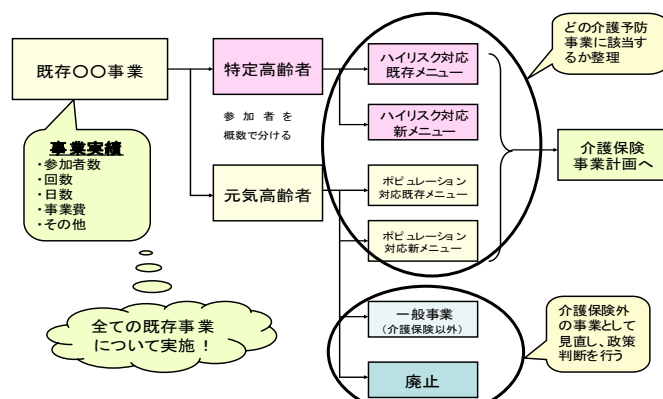 どの介護予防
事業に該当す
るか整理
既存〇〇事業
特定高齢者
ハイリスク対応
既存メニュー
参加者を
概数で分ける
ハイリスク対応
新メニュー
介護保険
事業計画へ
事業実績
・参加者数
・回数
・日数
・事業費
・その他
元気高齢者
ポピュレーション
対応既存メニュー
ポピュレーション
対応新メニュー
全ての既存事業
について実施！
一般事業
（介護保険以外）
廃止
介護保険外
の事業として
見直し、政策
判断を行う